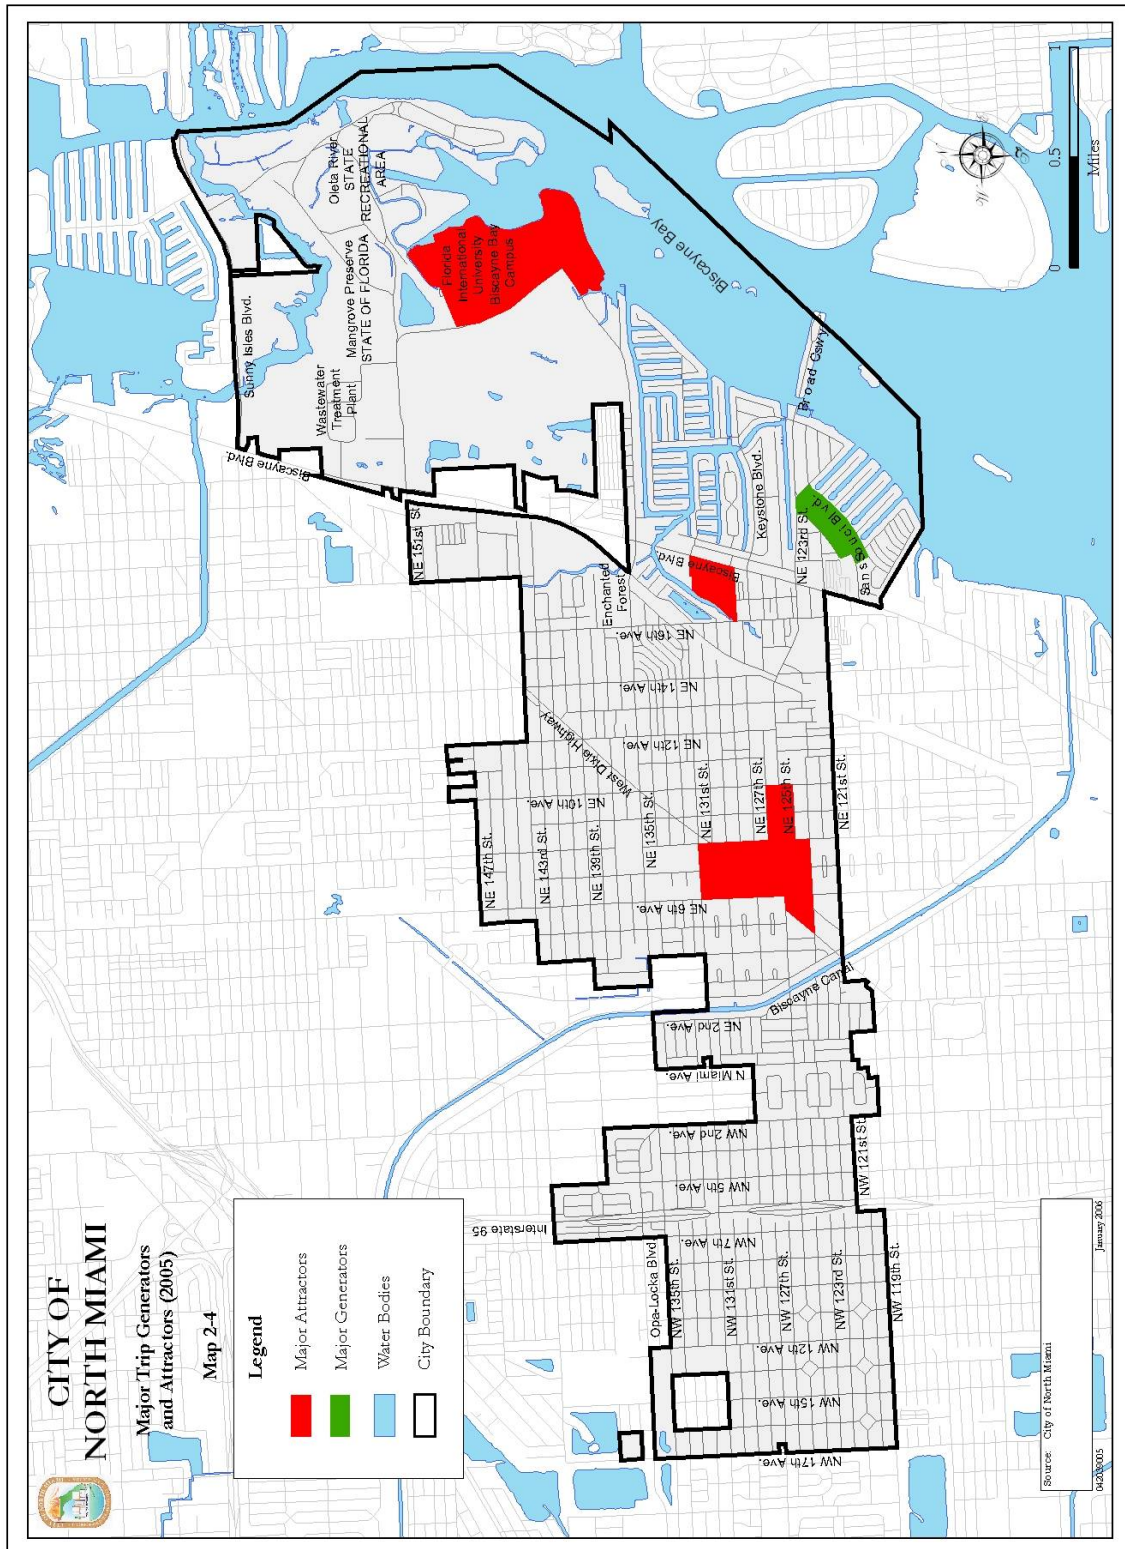 CITY OF
NORTH MIAMI
Major Trip Generators
and Attractors (2005)
Map 2-4
Legend
Major Attractors
Major Generators
Water Bodies
City Boundary
Sunny Isles Blvd.
Biscayne Blvd.
Wastewater
Treatment
Plant
Mangrove Preserve
STATE OF FLORIDA
Oleta River
STATE
RECREATIONAL
AREA
Florida
International
University
Biscayne Bay
Campus
Biscayne Bay
Broad Cswy
NE 151st St
Enchanted
Forest
Biscayne Blvd.
Keystone Blvd.
NE 123rd St.
Sans Souci Blvd.
NE 16th Ave.
NE 14th Ave.
NE 12th Ave.
NE 10th Ave.
NE 6th Ave.
West Dixie Highway
NE 147th St.
NE 143rd St.
NE 139th St.
NE 135th St.
NE 131st St.
NE 127th St.
NE 125th St.
NE 121st St.
Biscayne Canal
NE 2nd Ave.
N Miami Ave.
NW 2nd Ave.
NW 5th Ave.
Interstate 95
NW 7th Ave.
NW 12th Ave.
NW 15th Ave.
NW 17th Ave.
Opa-Locka Blvd
NW 135th St.
NW 131st St.
NW 127th St.
NW 123rd St.
NW 121st St.
NW 119th St.
0 0.5 1
Miles
Source: City of North Miami
042039005
January 2006